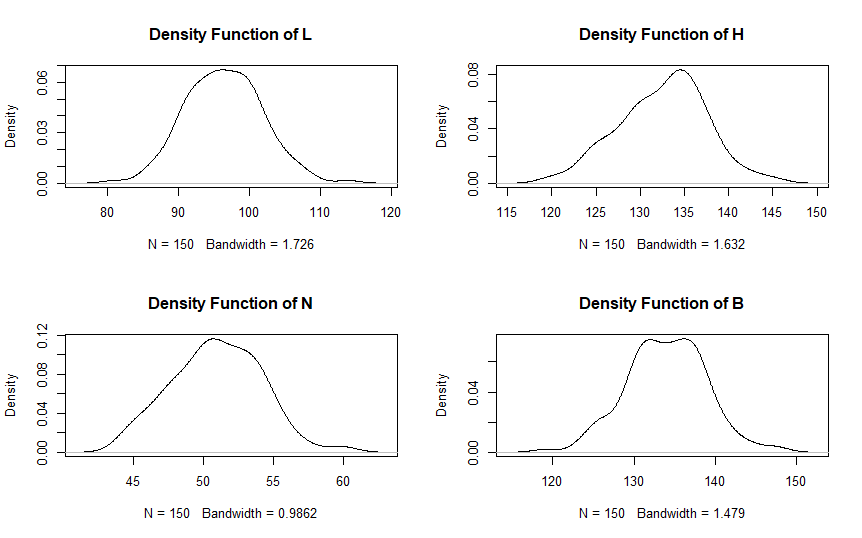 Density Function of L
Density
0.00 0.03 0.06
80 90 100 110 120
N = 150 Bandwidth = 1.726
Density Function of H
Density
0.00 0.04 0.08
115 120 125 130 135 140 145 150
N = 150 Bandwidth = 1.632
Density Function of N
Density
0.00 0.04 0.08 0.12
45 50 55 60
N = 150 Bandwidth = 0.9862
Density Function of B
Density
0.00 0.04
120 130 140 150
N = 150 Bandwidth = 1.479